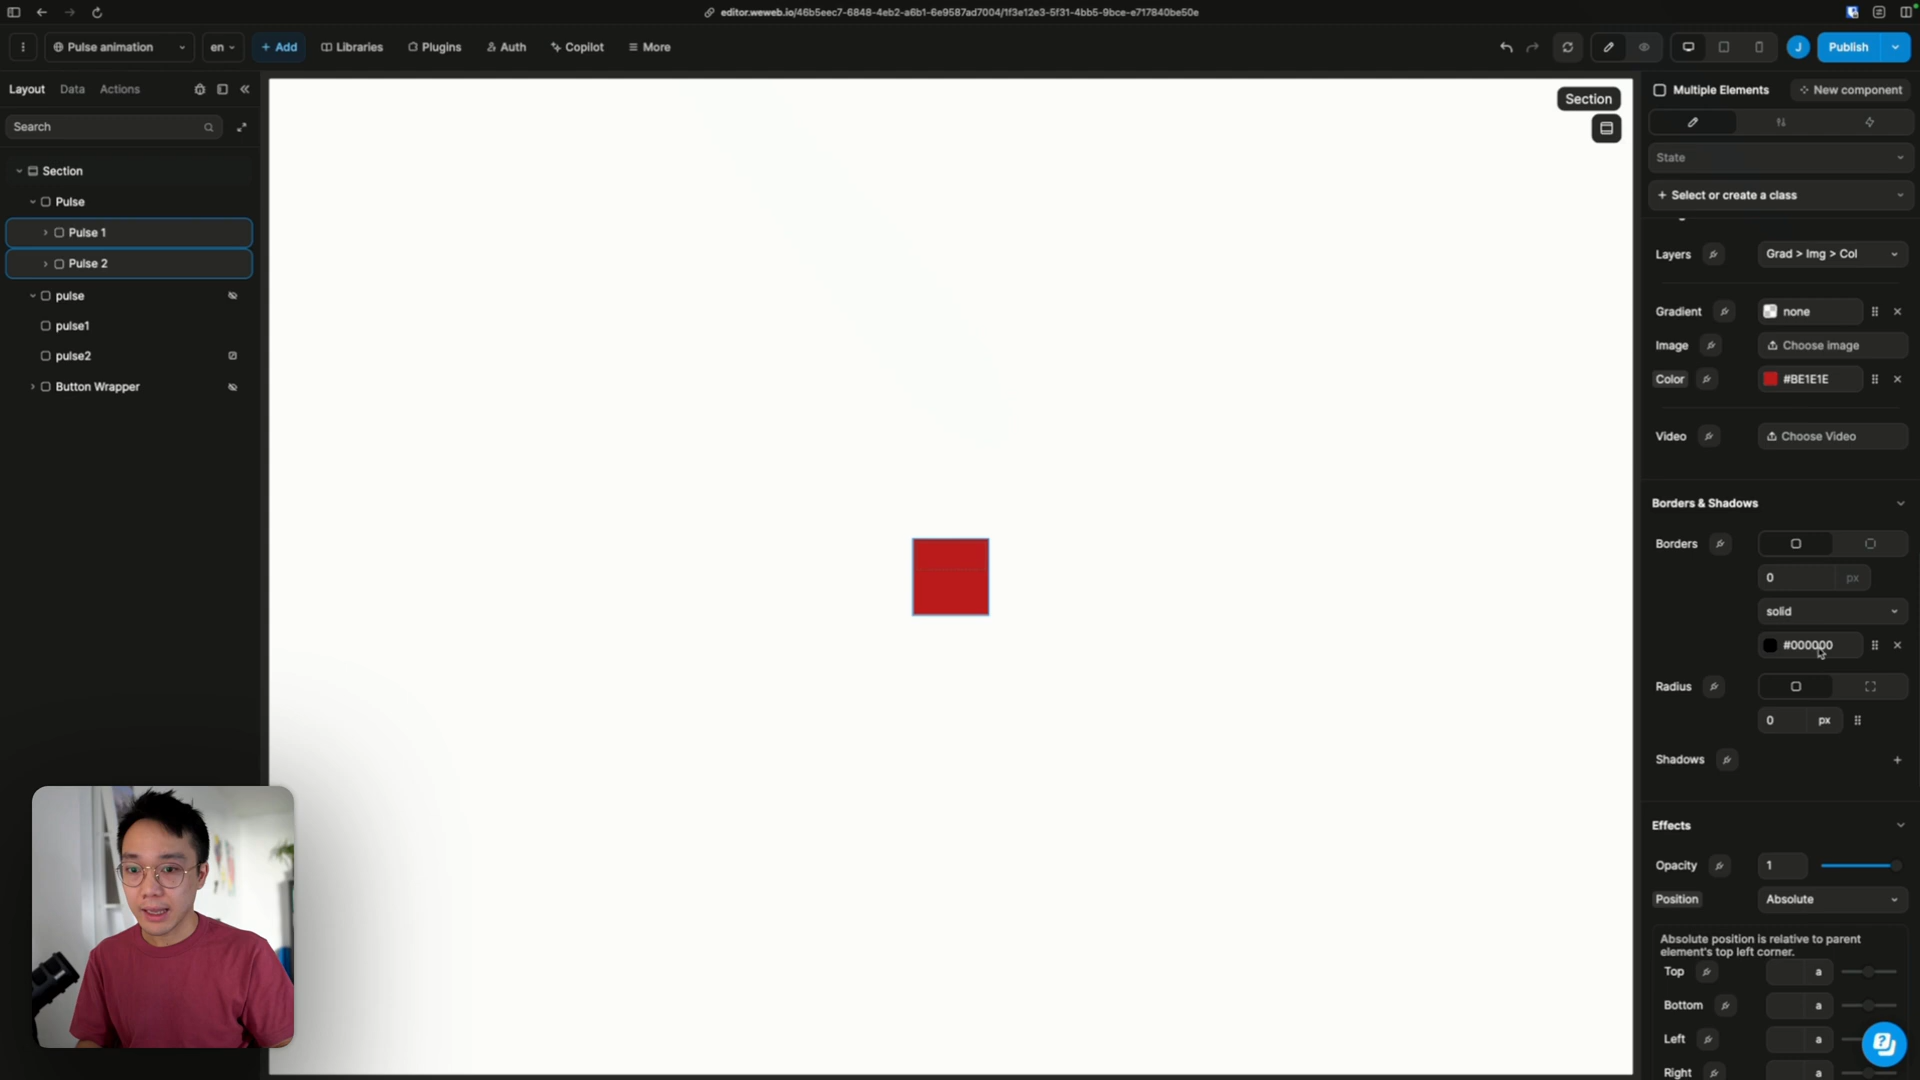 editor.weweb.io/46b5eec7-6848-4eb2-a6b1-6e9587ad7004/1f3e12e3-5f31-4bb5-9bce-e717840be50e
Pulse animation
en
+ Add
Libraries
Plugins
Auth
Copilot
More
J
Publish
Layout
Data
Actions
Search
Section
Pulse
Pulse 1
Pulse 2
pulse
pulse1
pulse2
Button Wrapper
Section
Multiple Elements
New component
State
+ Select or create a class
Layers
Grad > Img > Col
Gradient
none
Image
Choose image
Color
#BE1E1E
Video
Choose Video
Borders & Shadows
Borders
0 px
solid
#000000
Radius
0 px
Shadows
Effects
Opacity
1
Position
Absolute
Absolute position is relative to parent
element's top left corner.
Top
a
Bottom
a
Left
a
Right
a